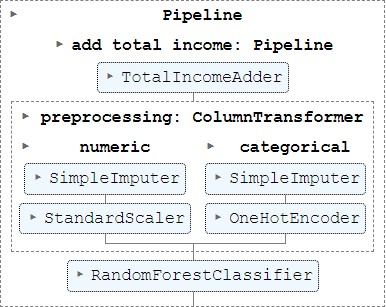 Pipeline
add total income: Pipeline
TotalIncomeAdder
preprocessing: ColumnTransformer
numeric categorical
SimpleImputer SimpleImputer
StandardScaler OneHotEncoder
RandomForestClassifier